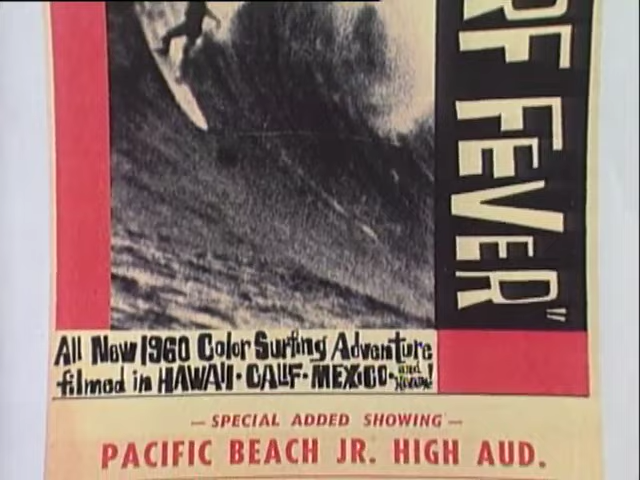 RF FEVER"
All New 1960 Color Surfing Adventure
filmed in HAWAII · CALIF · MEXICO · and
— SPECIAL ADDED SHOWING —
PACIFIC BEACH JR. HIGH AUD.